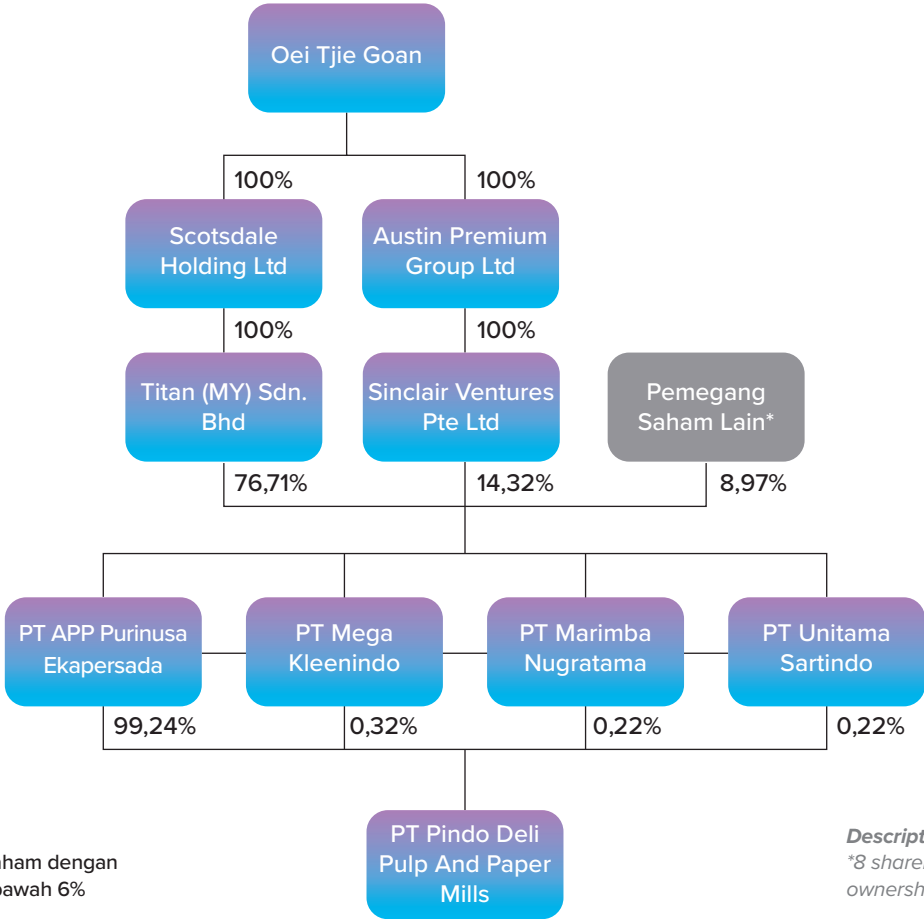 Oei Tjie Goan
100%
100%
Scotsdale
Holding Ltd
Austin Premium
Group Ltd
100%
100%
Titan (MY) Sdn.
Bhd
Sinclair Ventures
Pte Ltd
Pemegang
Saham Lain*
76,71%
14,32%
8,97%
PT APP Purinusa
Ekapersada
PT Mega
Kleenindo
PT Marimba
Nugratama
PT Unitama
Sartindo
99,24%
0,32%
0,22%
0,22%
PT Pindo Deli
Pulp And Paper
Mills
dengan
6%
*8